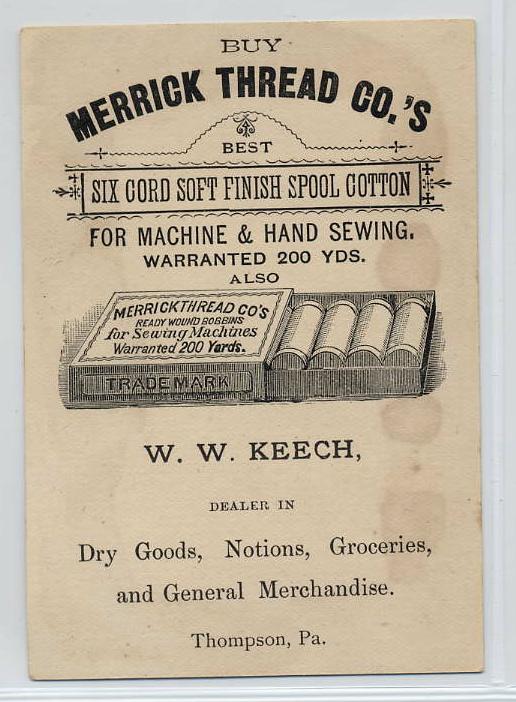 BUY
MERRICK THREAD CO.'S
BEST
SIX CORD SOFT FINISH SPOOL COTTON
FOR MACHINE & HAND SEWING.
WARRANTED 200 YDS.
ALSO
MERRICK THREAD CO'S
READY WOUND BOBBINS
for Sewing Machines
Warranted 200 Yards.
TRADE MARK
W. W. KEECH,
DEALER IN
Dry Goods, Notions, Groceries,
and General Merchandise.
Thompson, Pa.